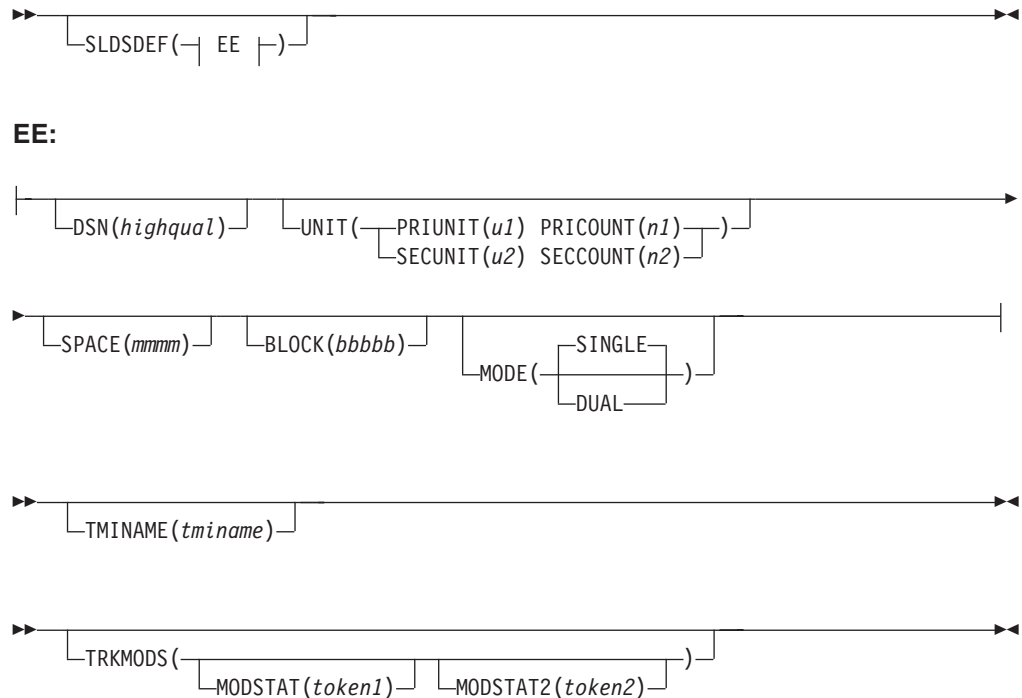 SLDSDEF( EE )
EE:
DSN(highqual) UNIT( PRIUNIT(u1) PRICOUNT(n1) )
SECUNIT(u2) SECCOUNT(n2)
SPACE(mmmm) BLOCK(bbbbb) MODE( SINGLE )
DUAL
TMINAME(tminame)
TRKMODS( )
MODSTAT(token1) MODSTAT2(token2)